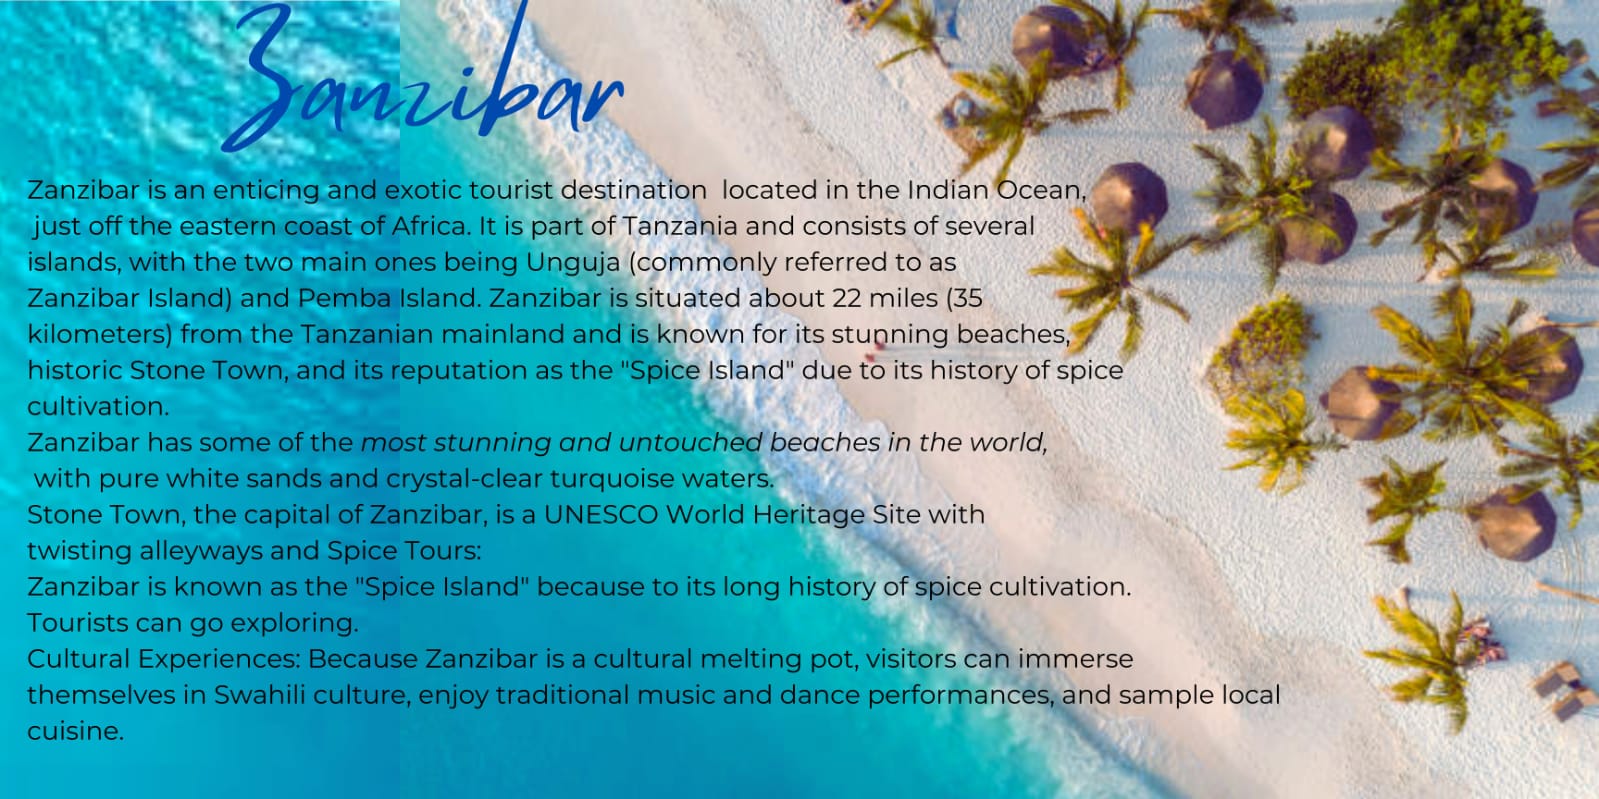 Zanzibar
Zanzibar is an enticing and exotic tourist destination  located in the Indian Ocean,
just off the eastern coast of Africa. It is part of Tanzania and consists of several
islands, with the two main ones being Unguja (commonly referred to as
Zanzibar Island) and Pemba Island. Zanzibar is situated about 22 miles (35
kilometers) from the Tanzanian mainland and is known for its stunning beaches,
historic Stone Town, and its reputation as the "Spice Island" due to its history of spice
cultivation.
Zanzibar has some of the most stunning and untouched beaches in the world,
with pure white sands and crystal-clear turquoise waters.
Stone Town, the capital of Zanzibar, is a UNESCO World Heritage Site with
twisting alleyways and Spice Tours:
Zanzibar is known as the "Spice Island" because to its long history of spice cultivation.
Tourists can go exploring.
Cultural Experiences: Because Zanzibar is a cultural melting pot, visitors can immerse
themselves in Swahili culture, enjoy traditional music and dance performances, and sample local
cuisine.